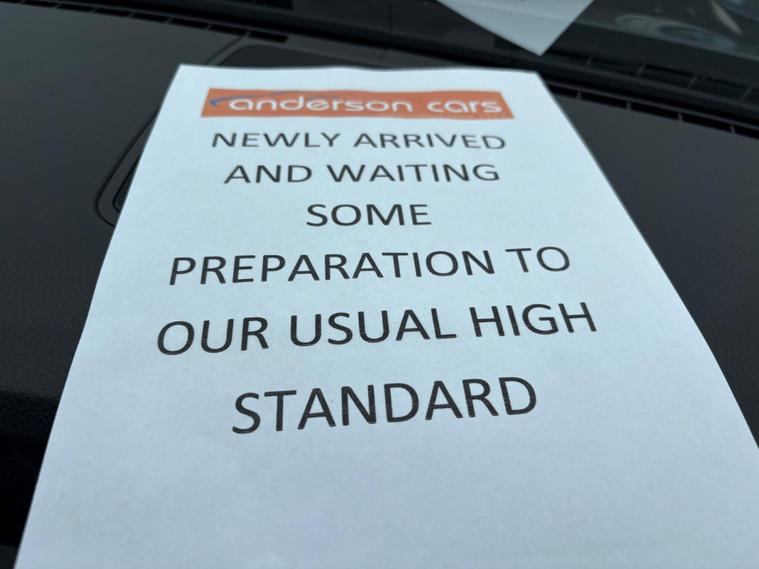 anderson cars
NEWLY ARRIVED
AND WAITING
SOME
PREPARATION TO
OUR USUAL HIGH
STANDARD